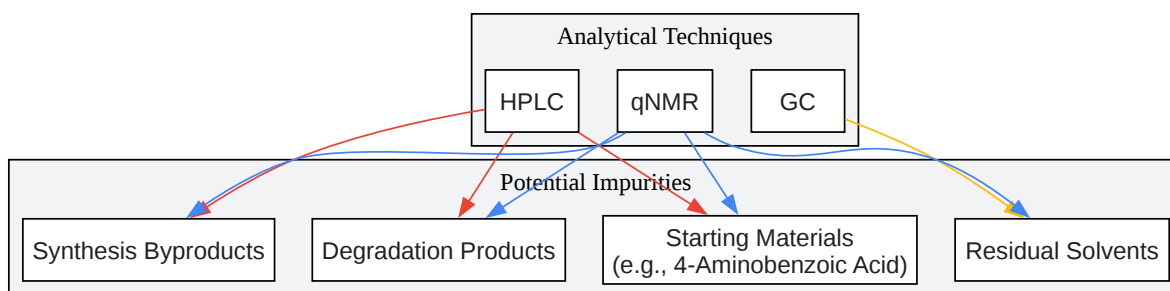 Analytical Techniques
HPLC
qNMR
GC
Potential Impurities
Synthesis Byproducts
Degradation Products
Starting Materials
(e.g., 4-Aminobenzoic Acid)
Residual Solvents